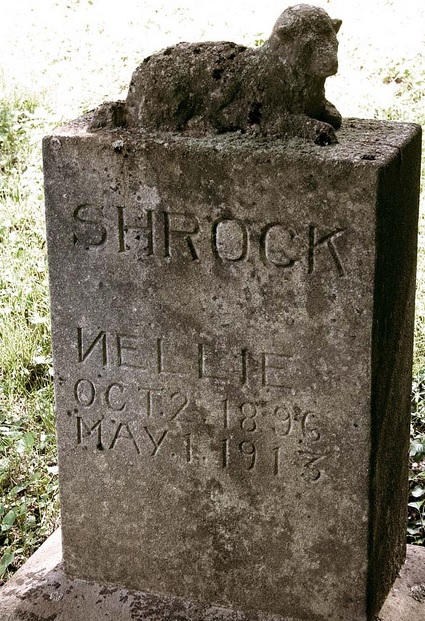 SHROCK
NELLIE
OCT. 2 1896
MAY. 1. 1913